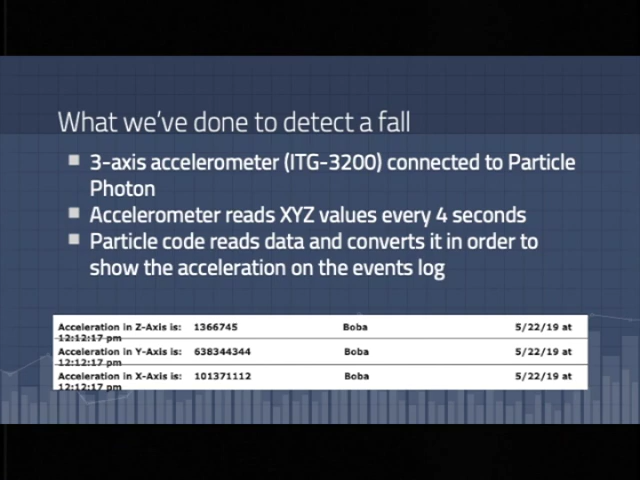 What we've done to detect a fall
3-axis accelerometer (ITG-3200) connected to Particle
Photon
Accelerometer reads XYZ values every 4 seconds
Particle code reads data and converts it in order to
show the acceleration on the events log
Acceleration in Z-Axis is: 1366745 Boba 5/22/19 at
12:12:17 pm
Acceleration in Y-Axis is: 638344344 Boba 5/22/19 at
12:12:17 pm
Acceleration in X-Axis is: 101371112 Boba 5/22/19 at
12:12:17 pm